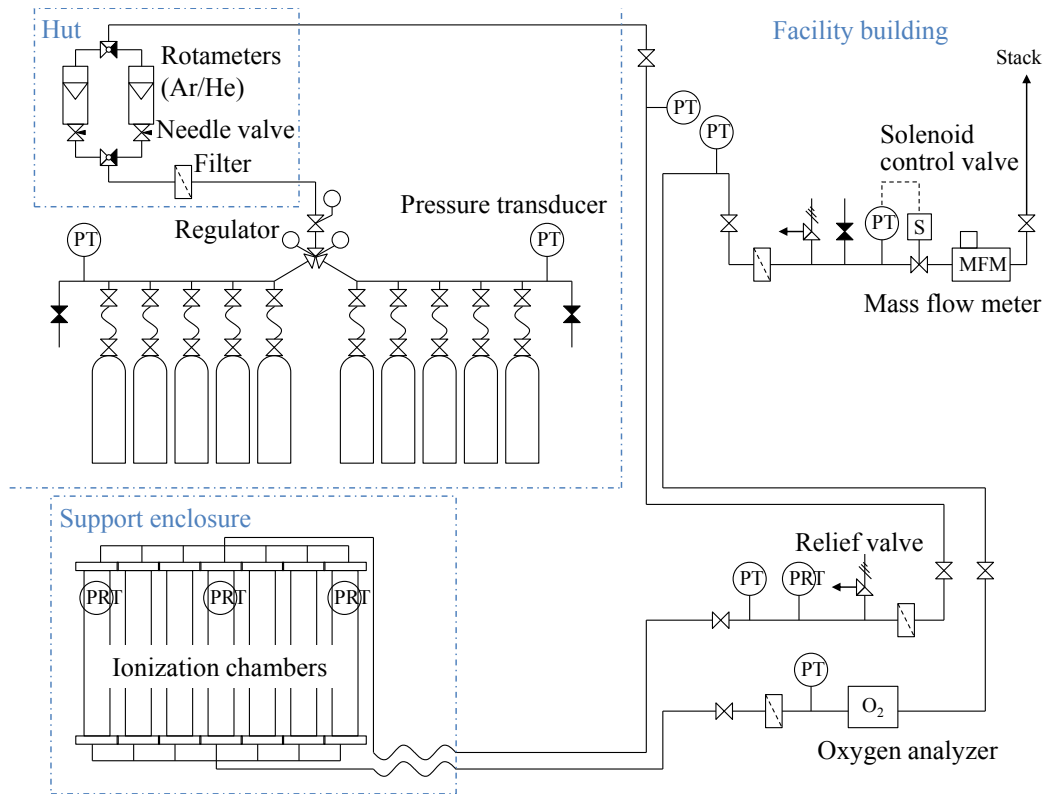 Hut
Rotameters
(Ar/He)
Needle valve
Filter
Regulator
Pressure transducer
PT
PT
Facility building
Stack
PT
PT
Solenoid
control valve
PT
S
MFM
Mass flow meter
Support enclosure
PRT
PRT
PRT
Ionization chambers
Relief valve
PT
PRT
PT
O₂
Oxygen analyzer